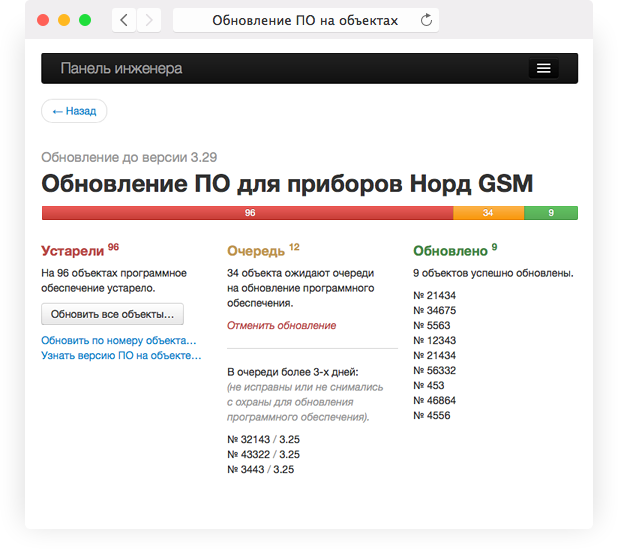 Обновление ПО на объектах
Панель инженера
← Назад
Обновление до версии 3.29
Обновление ПО для приборов Норд GSM
96
34
9
Устарели 96
На 96 объектах программное
обеспечение устарело.
Обновить все объекты...
Обновить по номеру объекта...
Узнать версию ПО на объекте...
Очередь 12
34 объекта ожидают очереди
на обновление программного
обеспечения.
Отменить обновление
В очереди более 3-х дней:
(не исправны или не снимались
с охраны для обновления
программного обеспечения).
№ 32143 / 3.25
№ 43322 / 3.25
№ 3443 / 3.25
Обновлено 9
9 объектов успешно обновлены.
№ 21434
№ 34675
№ 5563
№ 12343
№ 21434
№ 56332
№ 453
№ 46864
№ 4556